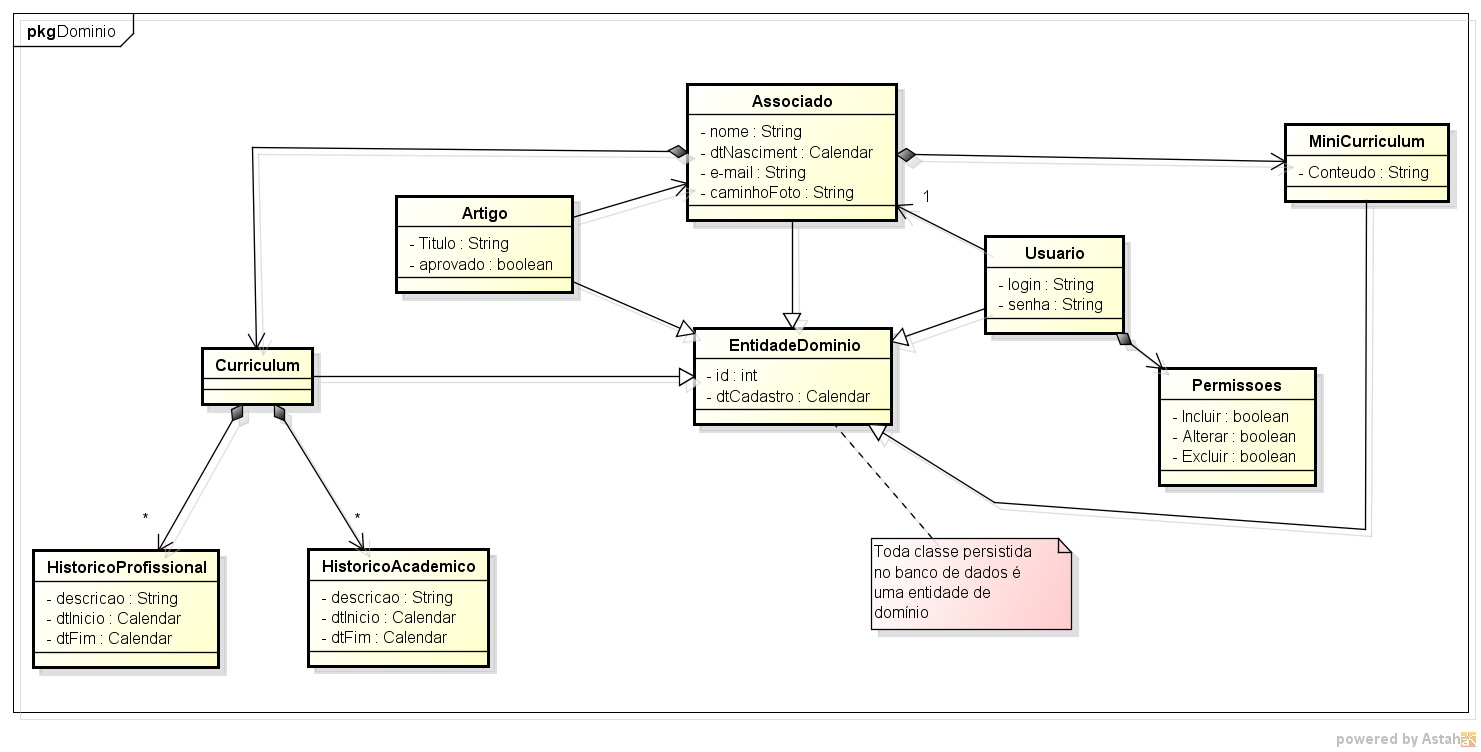 pkg Dominio
Associado
- nome : String
- dtNasciment : Calendar
- e-mail : String
- caminhoFoto : String
MiniCurriculum
- Conteudo : String
1
Artigo
- Titulo : String
- aprovado : boolean
Usuario
- login : String
- senha : String
EntidadeDominio
- id : int
- dtCadastro : Calendar
Curriculum
Permissoes
- Incluir : boolean
- Alterar : boolean
- Excluir : boolean
*
*
HistoricoProfissional
- descricao : String
- dtInicio : Calendar
- dtFim : Calendar
HistoricoAcademico
- descricao : String
- dtInicio : Calendar
- dtFim : Calendar
Toda classe persistida
no banco de dados é
uma entidade de
domínio
powered by Astah